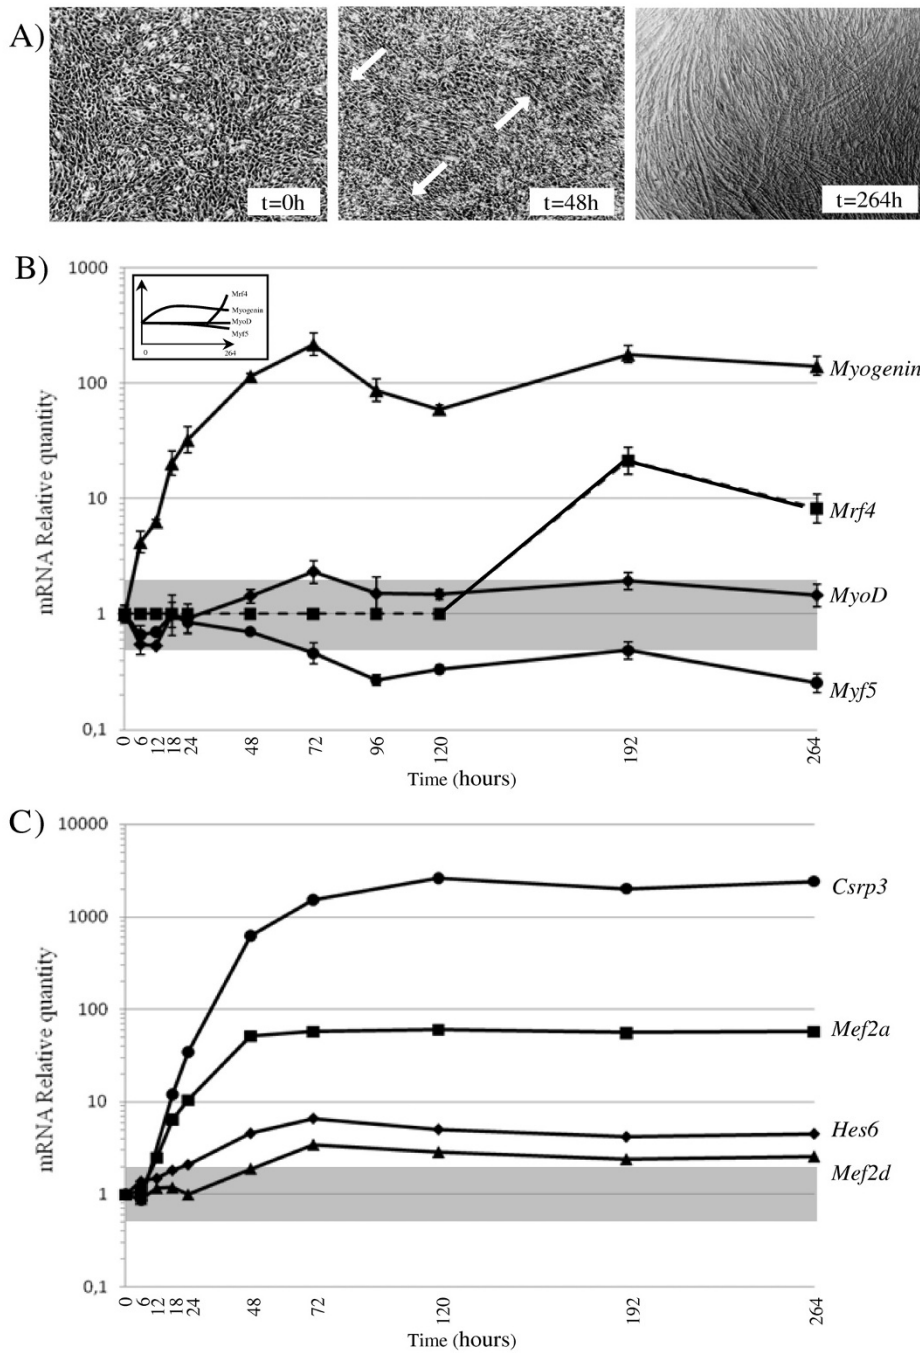 A)
t=0h
t=48h
t=264h
B)
1000
100
10
1
0,1
mRNA Relative quantity
Mrf4
Myogenin
MyoD
Myf5
0
264
Myogenin
Mrf4
MyoD
Myf5
0
6
12
18
24
48
72
96
120
192
264
Time (hours)
C)
10000
1000
100
10
1
0,1
mRNA Relative quantity
Csrp3
Mef2a
Hes6
Mef2d
0
6
12
18
24
48
72
120
192
264
Time (hours)